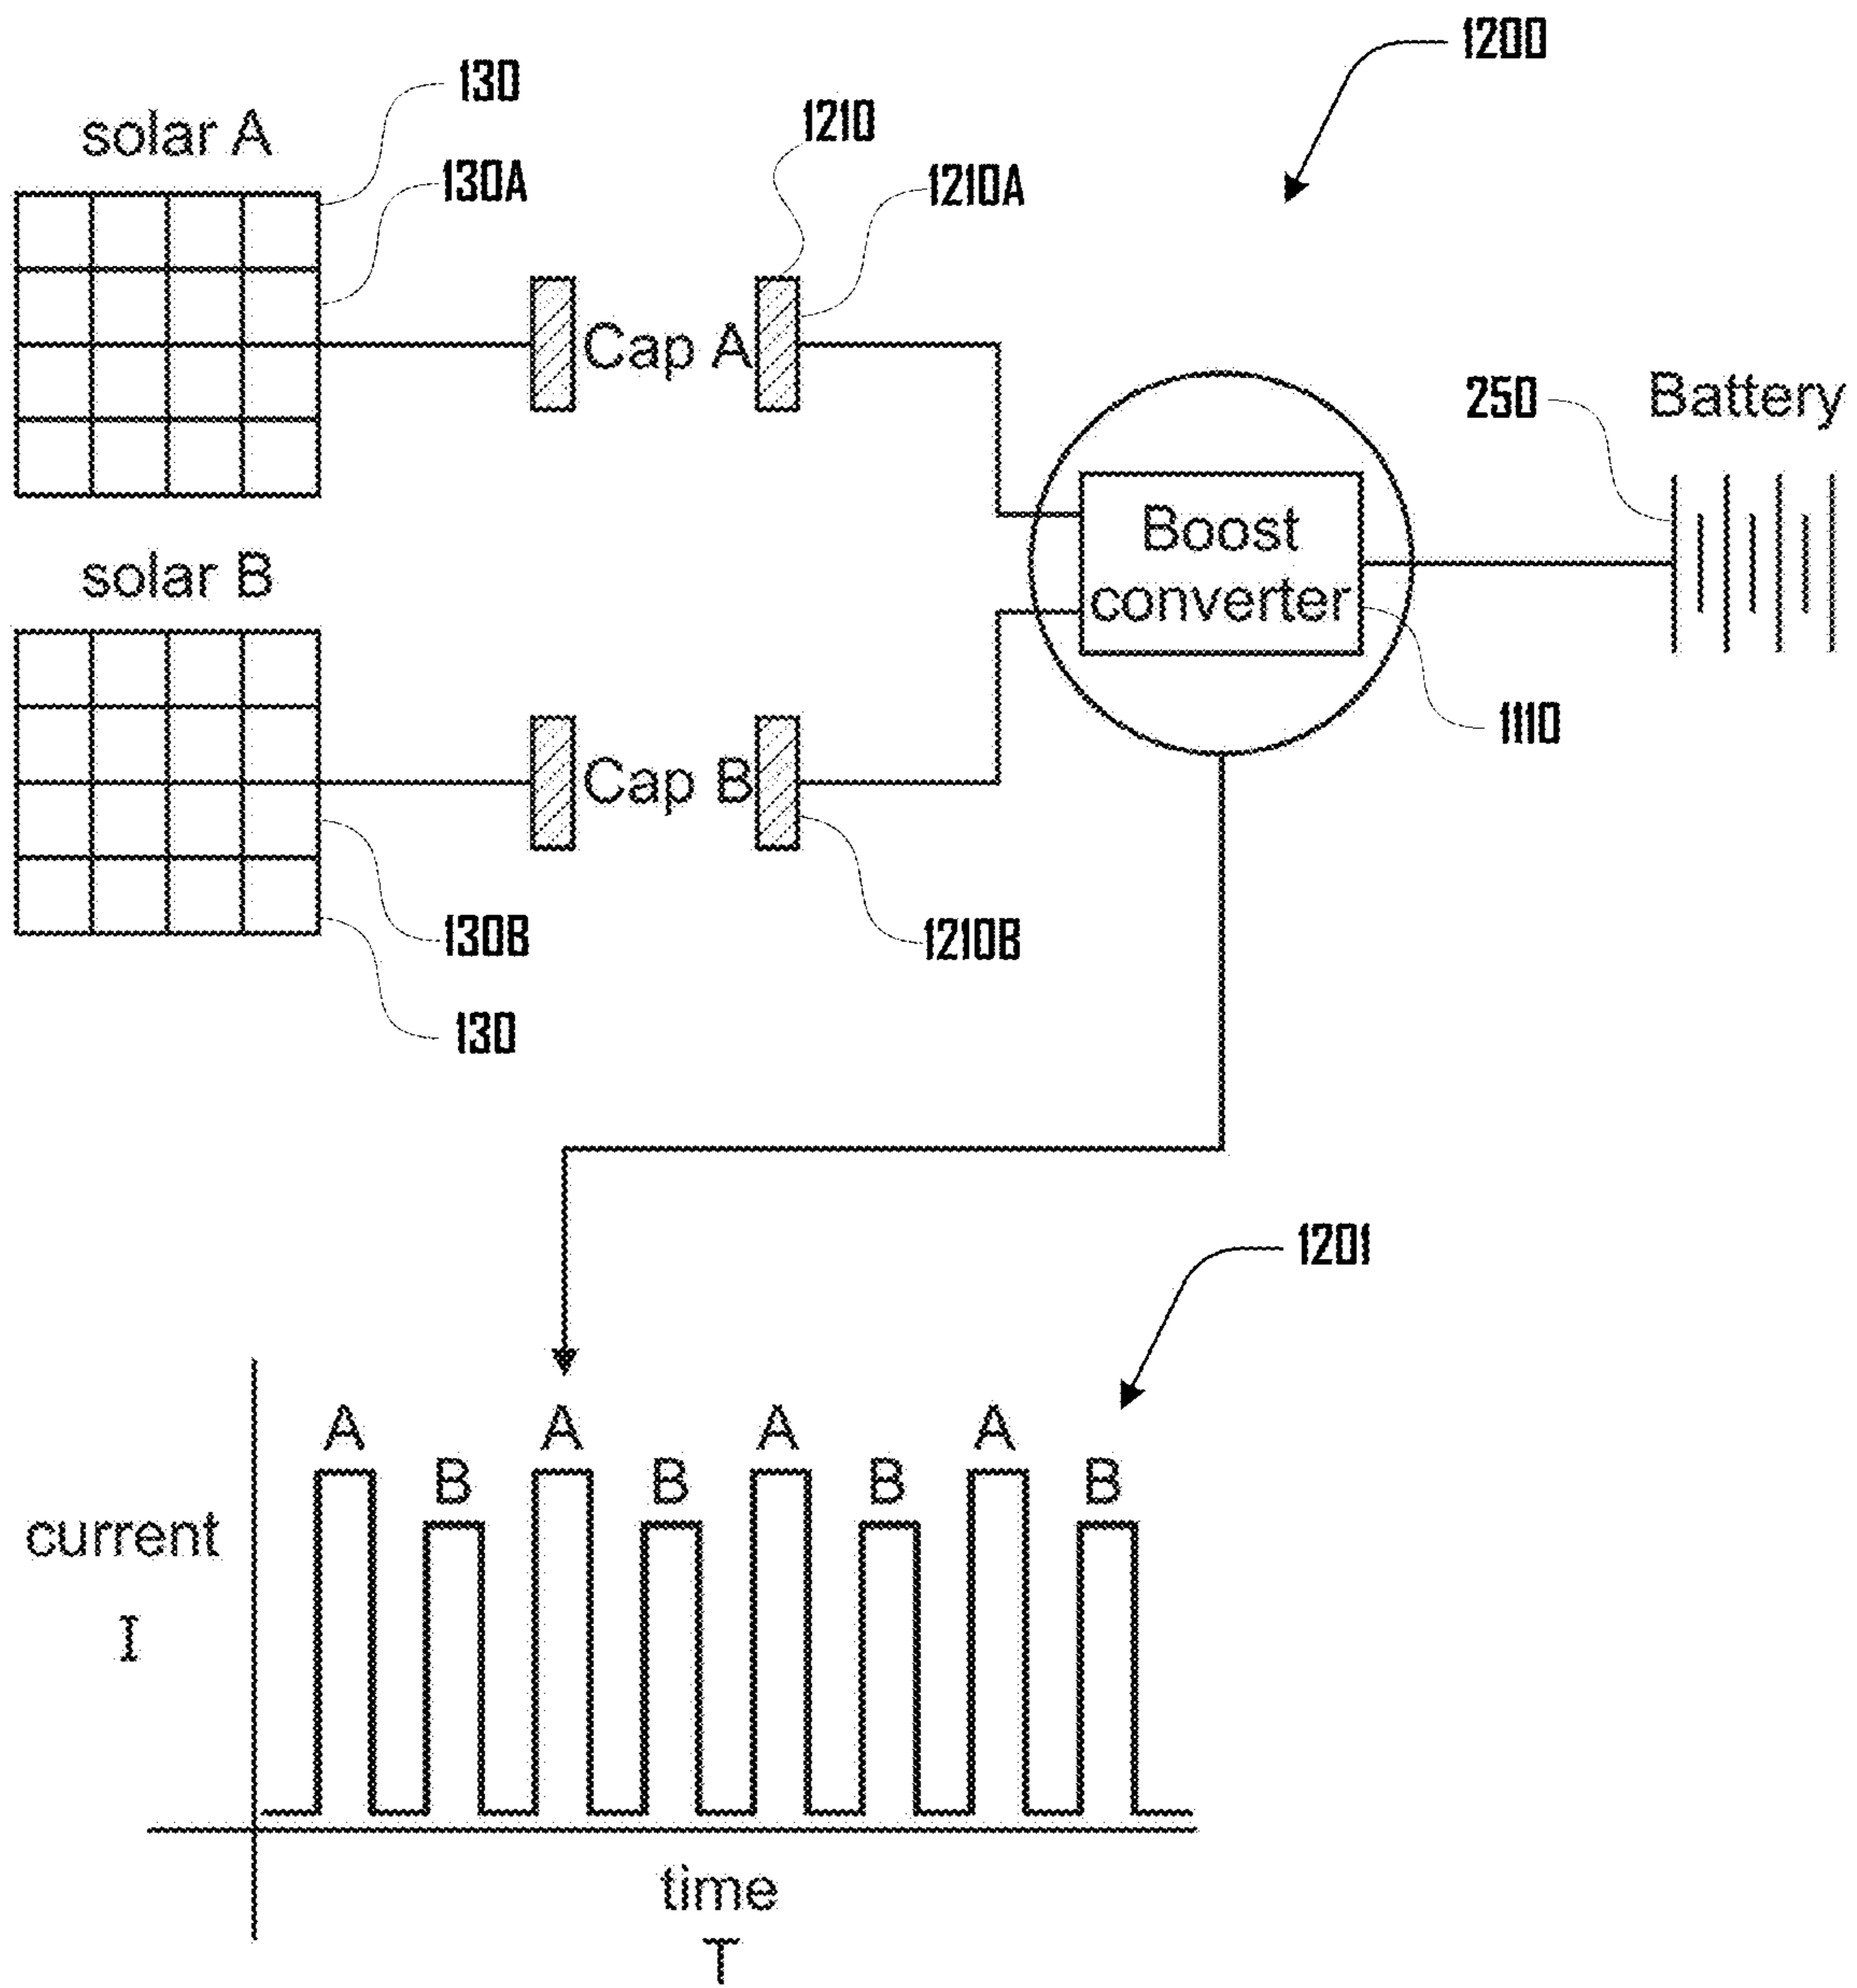 1200
130
solar A
1210
130A
1210A
Cap A
250
Battery
Boost
converter
solar B
1110
Cap B
130B
1210B
130
1201
A
A
A
A
B
B
B
B
current
I
time
T